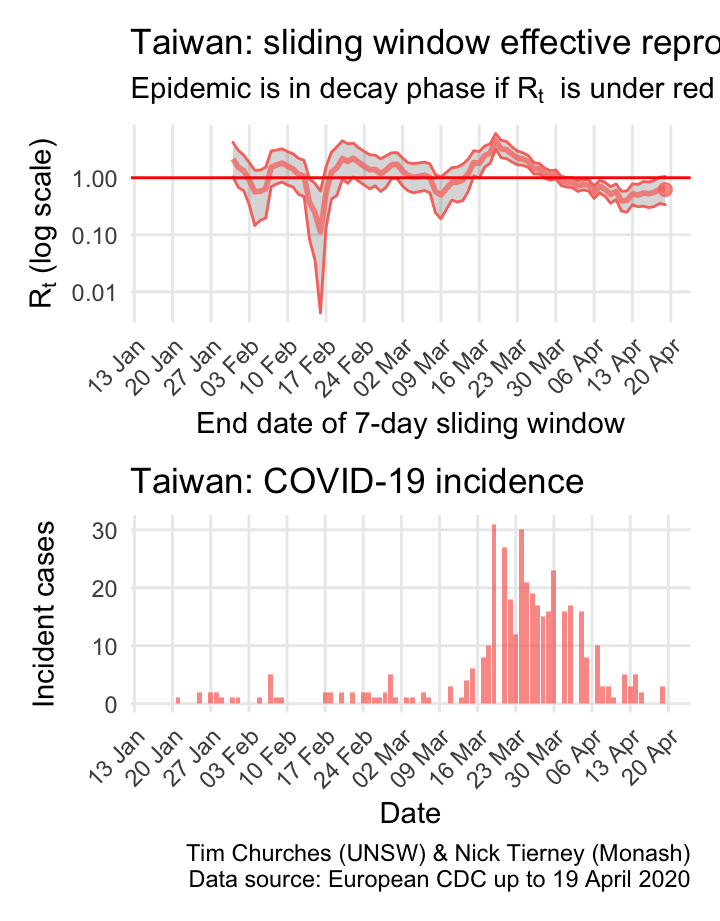 Taiwan: sliding window effective repro
Epidemic is in decay phase if Rt is under red
Rt (log scale)
1.00
0.10
0.01
13 Jan
20 Jan
27 Jan
03 Feb
10 Feb
17 Feb
24 Feb
02 Mar
09 Mar
16 Mar
23 Mar
30 Mar
06 Apr
13 Apr
20 Apr
End date of 7-day sliding window
Taiwan: COVID-19 incidence
Incident cases
30
20
10
0
13 Jan
20 Jan
27 Jan
03 Feb
10 Feb
17 Feb
24 Feb
02 Mar
09 Mar
16 Mar
23 Mar
30 Mar
06 Apr
13 Apr
20 Apr
Date
Tim Churches (UNSW) & Nick Tierney (Monash)
Data source: European CDC up to 19 April 2020